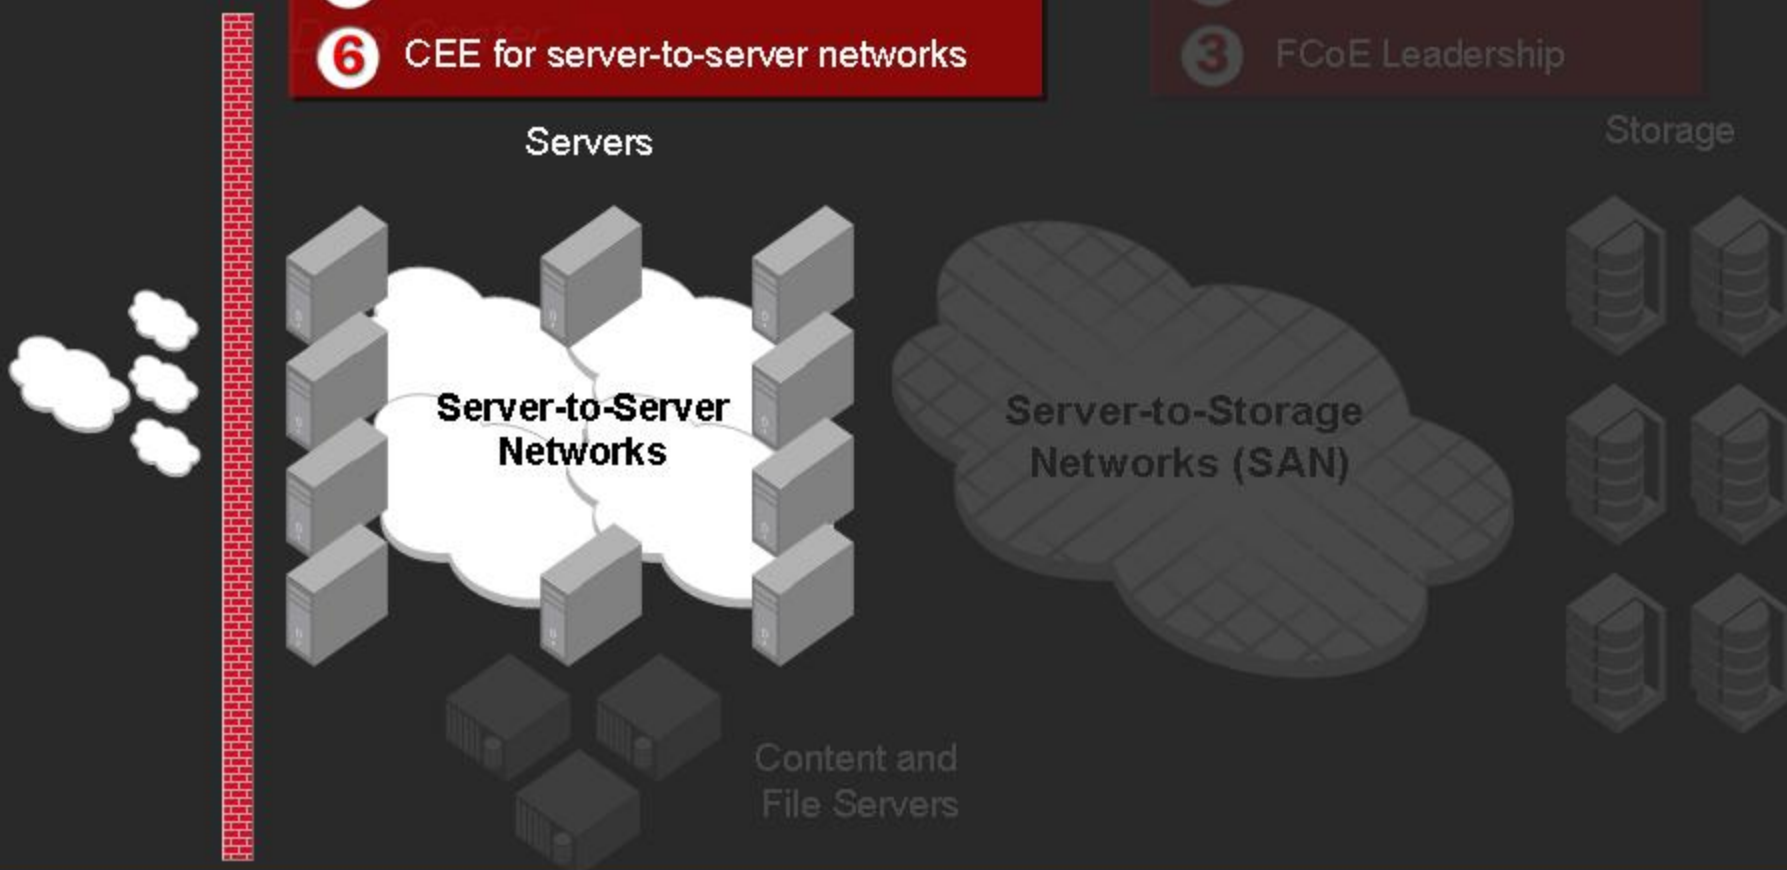 6 CEE for server-to-server networks
3 FCoE Leadership
Servers
Storage
Server-to-Server
Networks
Server-to-Storage
Networks (SAN)
Content and
File Servers